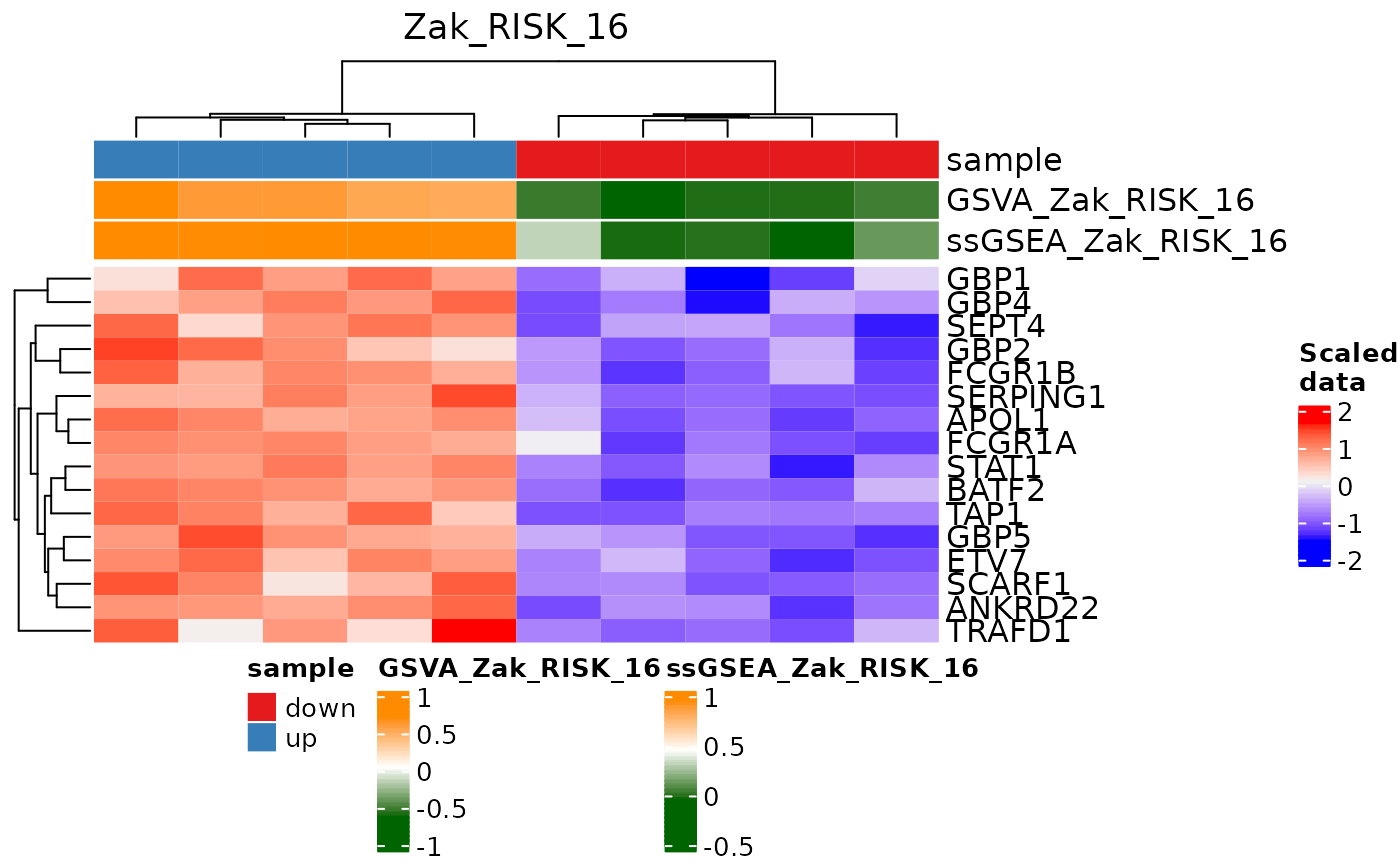 Zak_RISK_16
sample
GSVA_Zak_RISK_16
ssGSEA_Zak_RISK_16
GBP1
GBP4
SEPT4
GBP2
FCGR1B
SERPING1
APOL1
FCGR1A
STAT1
BATF2
TAP1
GBP5
ETV7
SCARF1
ANKRD22
TRAFD1
Scaled
data
2
1
0
-1
-2
sample
down
up
GSVA_Zak_RISK_16
1
0.5
0
-0.5
-1
ssGSEA_Zak_RISK_16
1
0.5
0
-0.5